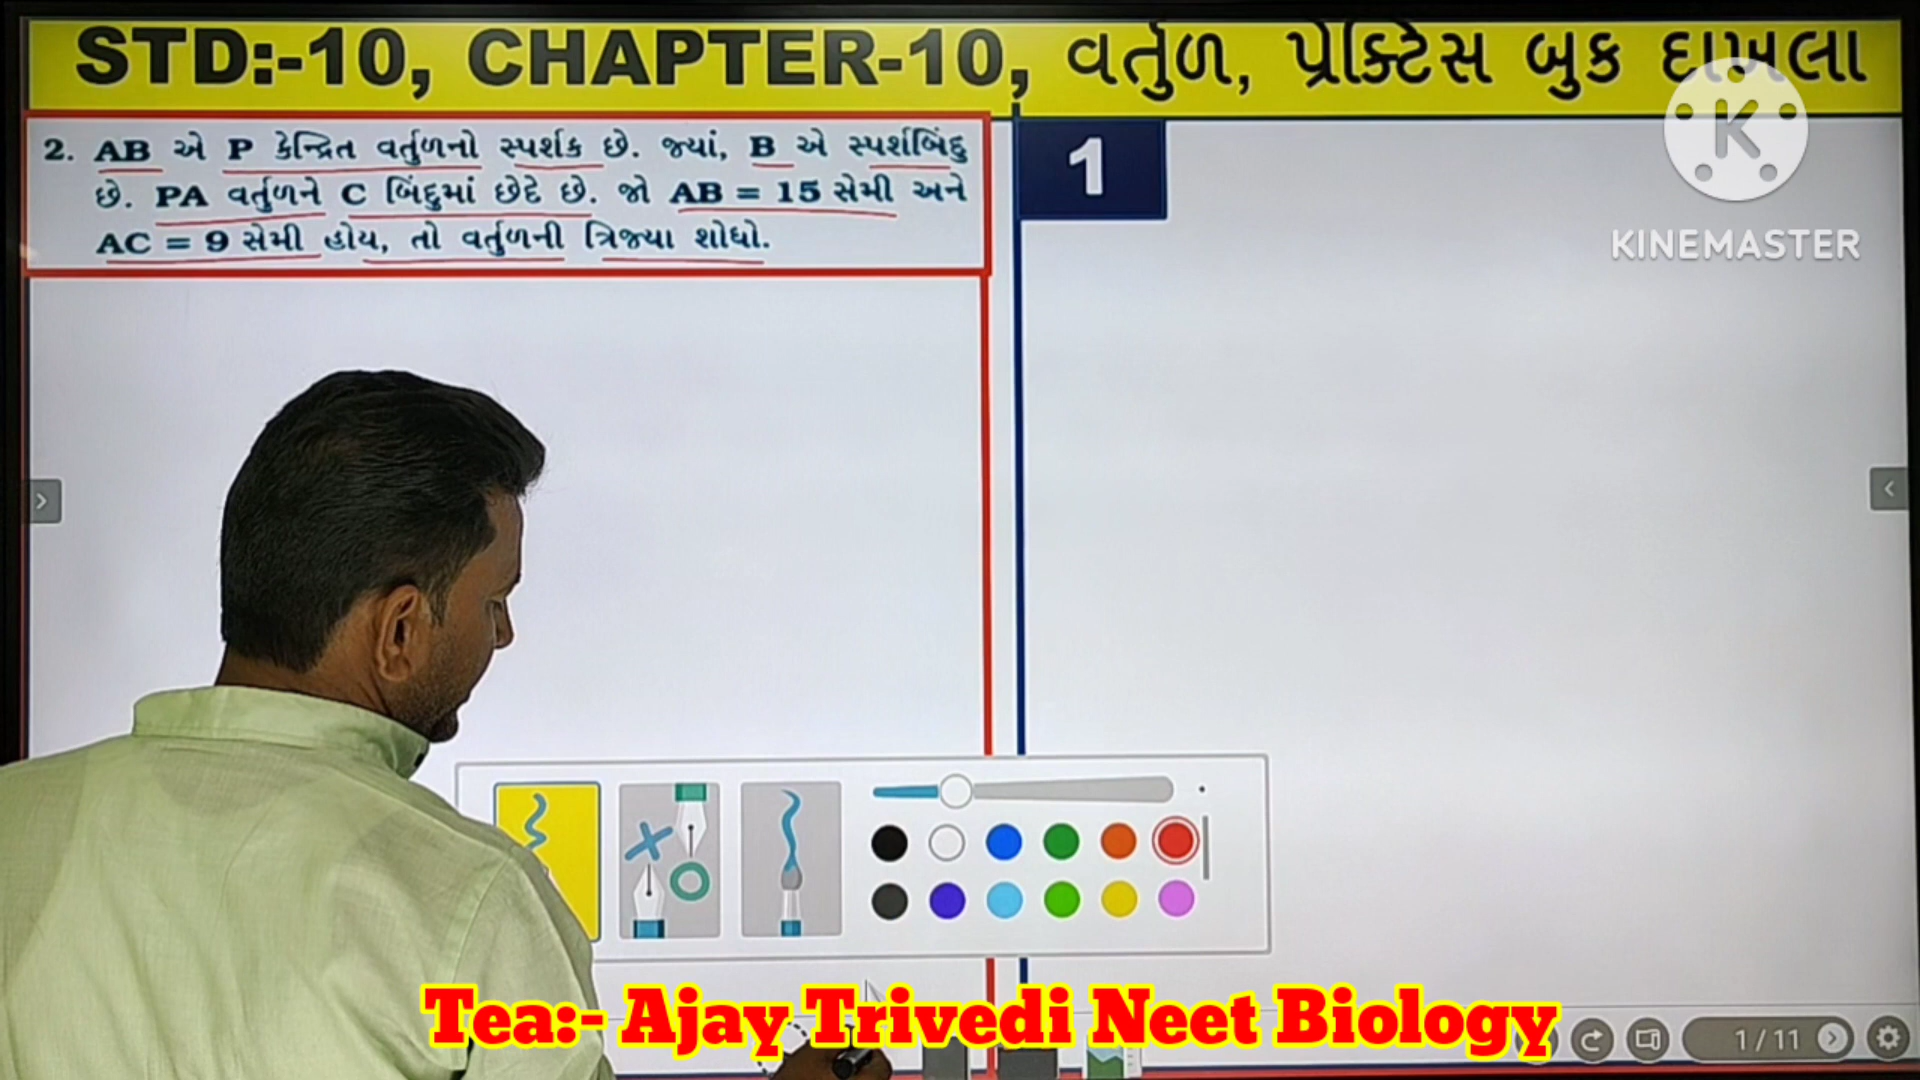 STD:-10, CHAPTER-10, વર્તુળ, પ્રેક્ટિસ બુક દાખલા
2. AB એ P કેન્દ્રિત વર્તુળનો સ્પર્શક છે. જ્યાં, B એ સ્પર્શબિંદુ
છે. PA વર્તુળને C બિંદુમાં છેદે છે. જો AB = 15 સેમી અને
AC = 9 સેમી હોય, તો વર્તુળની ત્રિજ્યા શોધો.
1
K
KINEMASTER
Tea:- Ajay Trivedi Neet Biology
1/11